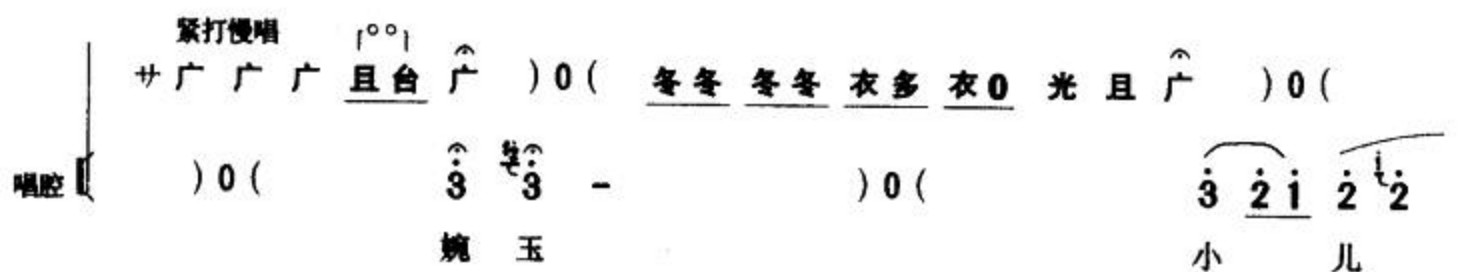 紧打慢唱
サ 广 广 广 且 台 广 ) 0 ( 冬 冬 冬 冬 衣 多 衣 0 光 且 广 ) 0 (
唱腔 ) 0 ( 3 3 - ) 0 ( 3 2 1 2 2
婉 玉 小 儿